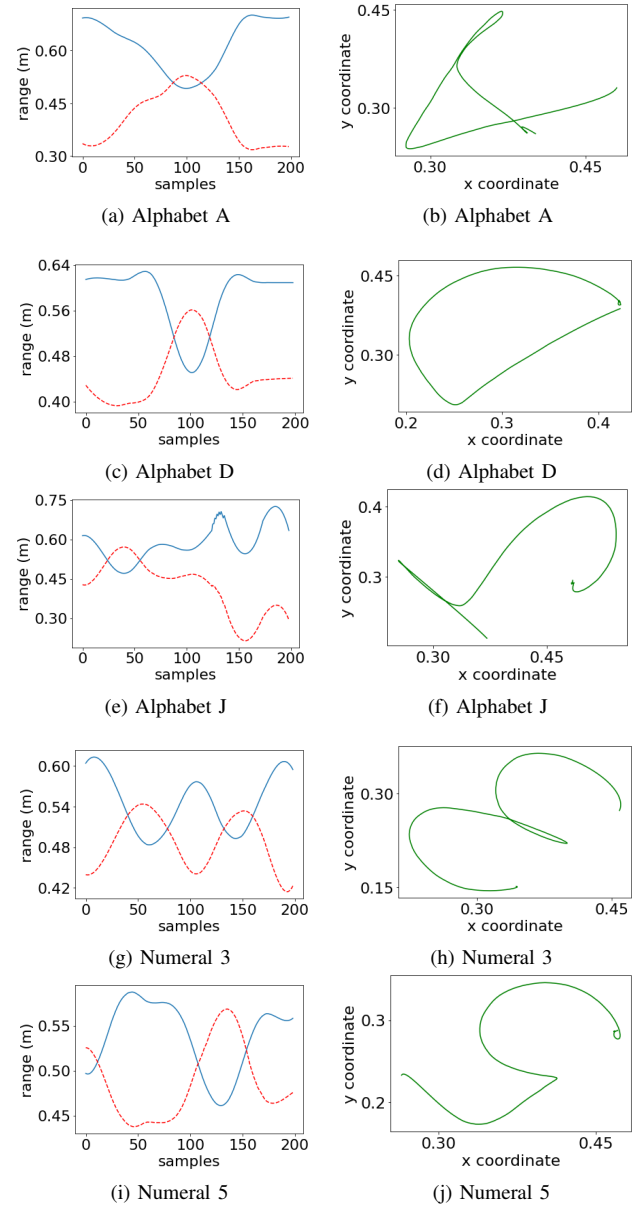 0.60
0.45
0.30
range (m)
0 50 100 150 200
samples
(a) Alphabet A
0.45
0.30
y coordinate
0.30 0.45
x coordinate
(b) Alphabet A
0.64
0.56
0.48
0.40
range (m)
0 50 100 150 200
samples
(c) Alphabet D
0.45
0.30
y coordinate
0.2 0.3 0.4
x coordinate
(d) Alphabet D
0.75
0.60
0.45
0.30
range (m)
0 50 100 150 200
samples
(e) Alphabet J
0.4
0.3
y coordinate
0.30 0.45
x coordinate
(f) Alphabet J
0.60
0.54
0.48
0.42
range (m)
0 50 100 150 200
samples
(g) Numeral 3
0.30
0.15
y coordinate
0.30 0.45
x coordinate
(h) Numeral 3
0.55
0.50
0.45
range (m)
0 50 100 150 200
samples
(i) Numeral 5
0.3
0.2
y coordinate
0.30 0.45
x coordinate
(j) Numeral 5